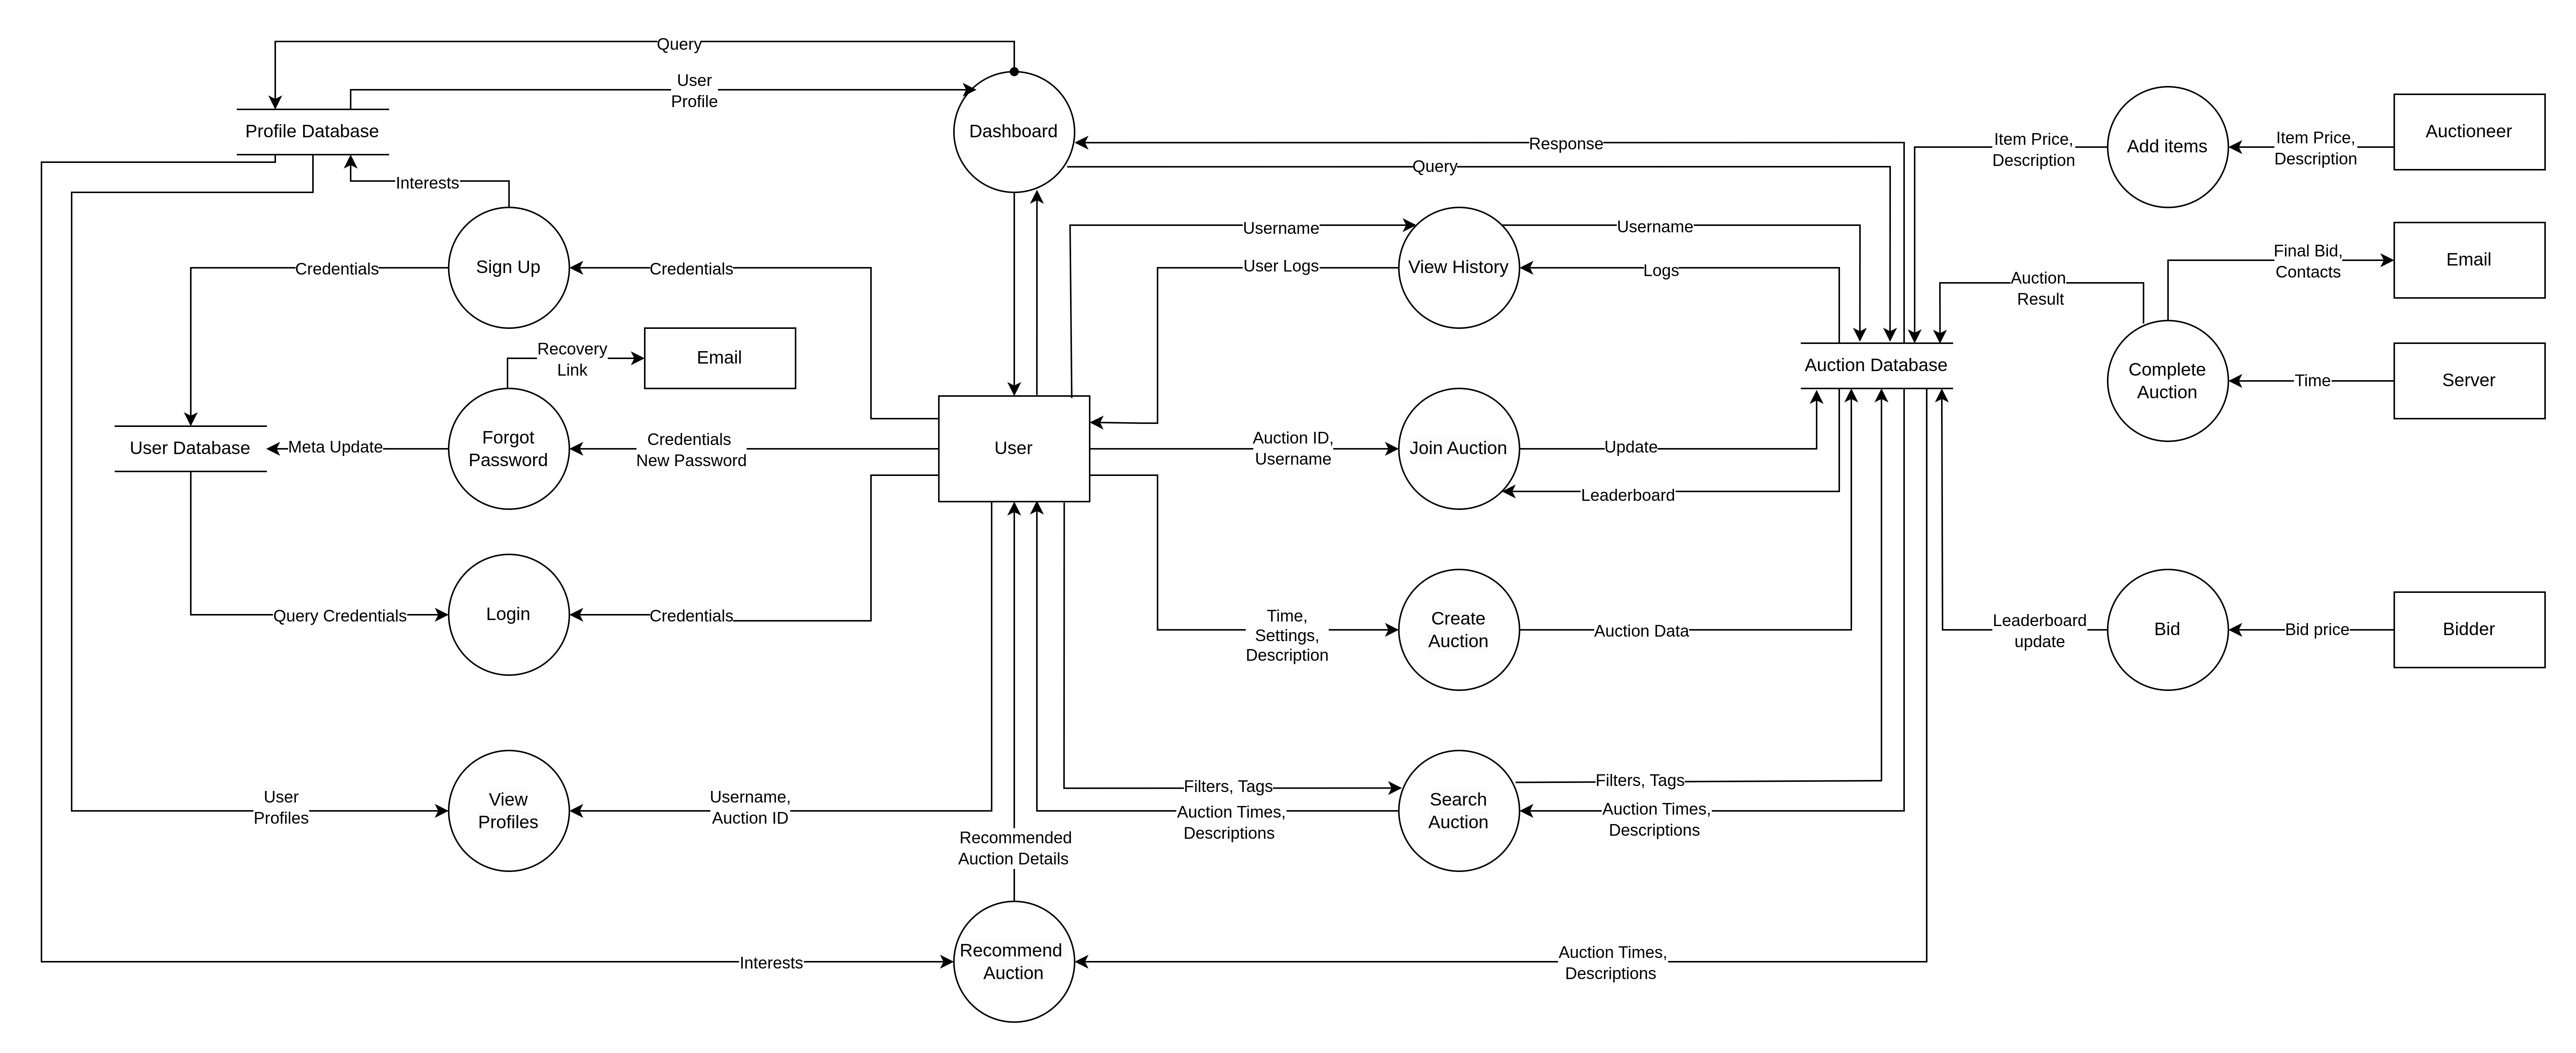 Query
User
Profile
Profile Database
Dashboard
Response
Query
Item Price,
Description
Add items
Item Price,
Description
Auctioneer
Interests
Sign Up
Credentials
Credentials
Username
User Logs
View History
Username
Logs
Auction
Result
Final Bid,
Contacts
Email
Recovery
Link
Email
Auction Database
Complete
Auction
Time
Server
User Database
Meta Update
Forgot
Password
Credentials
New Password
User
Auction ID,
Username
Join Auction
Update
Leaderboard
Query Credentials
Login
Credentials
Time,
Settings,
Description
Create
Auction
Auction Data
Leaderboard
update
Bid
Bid price
Bidder
User
Profiles
View
Profiles
Username,
Auction ID
Filters, Tags
Auction Times,
Descriptions
Search
Auction
Filters, Tags
Auction Times,
Descriptions
Recommended
Auction Details
Interests
Recommend
Auction
Auction Times,
Descriptions